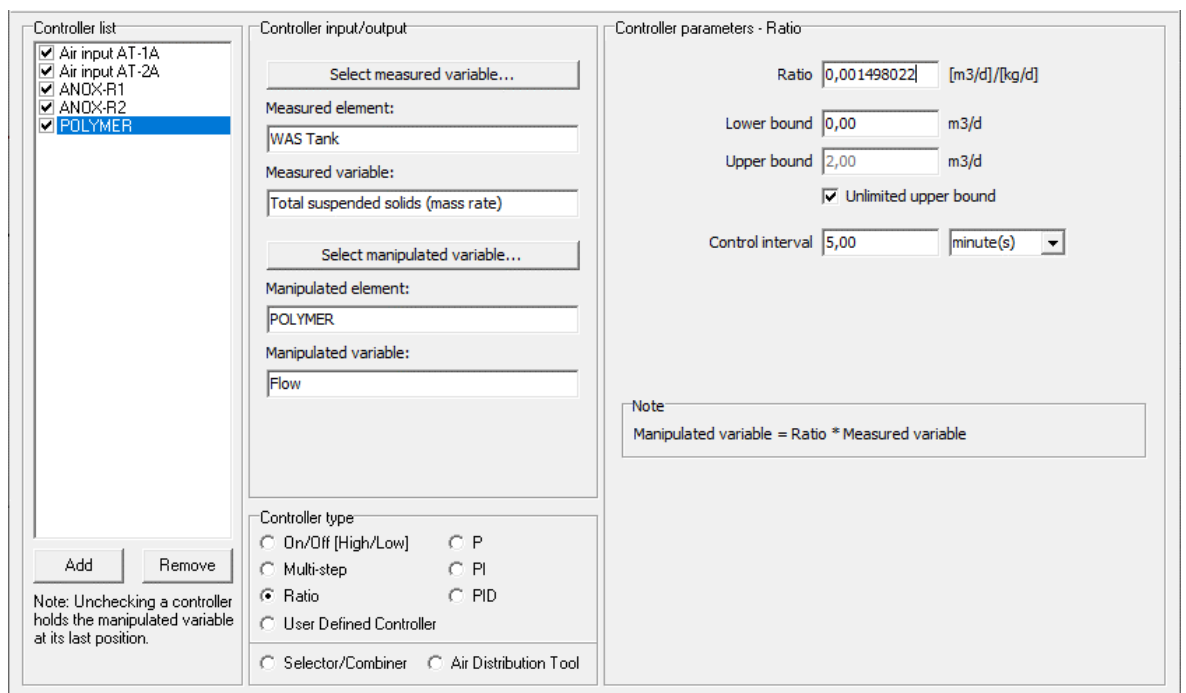 Controller list
Air input AT-1A
Air input AT-2A
ANOX-R1
ANOX-R2
POLYMER
Add
Remove
Note: Unchecking a controller
holds the manipulated variable
at its last position.
Controller input/output
Select measured variable...
Measured element:
WAS Tank
Measured variable:
Total suspended solids (mass rate)
Select manipulated variable...
Manipulated element:
POLYMER
Manipulated variable:
Flow
Controller type
On/Off [High/Low]
P
Multi-step
PI
Ratio
PID
User Defined Controller
Selector/Combiner
Air Distribution Tool
Controller parameters - Ratio
Ratio 0,001498022 [m3/d]/[kg/d]
Lower bound 0,00 m3/d
Upper bound 2,00 m3/d
Unlimited upper bound
Control interval 5,00 minute(s)
Note
Manipulated variable = Ratio * Measured variable